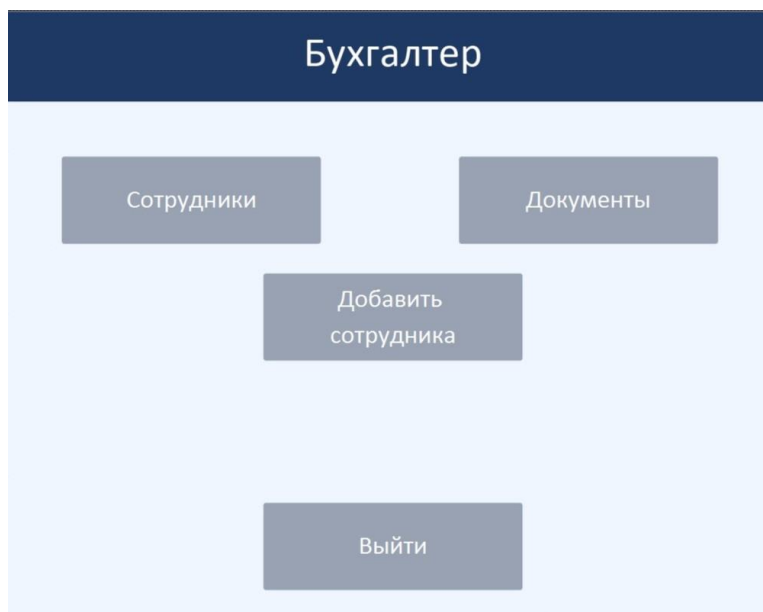 Бухгалтер
Сотрудники
Документы
Добавить
сотрудника
Выйти